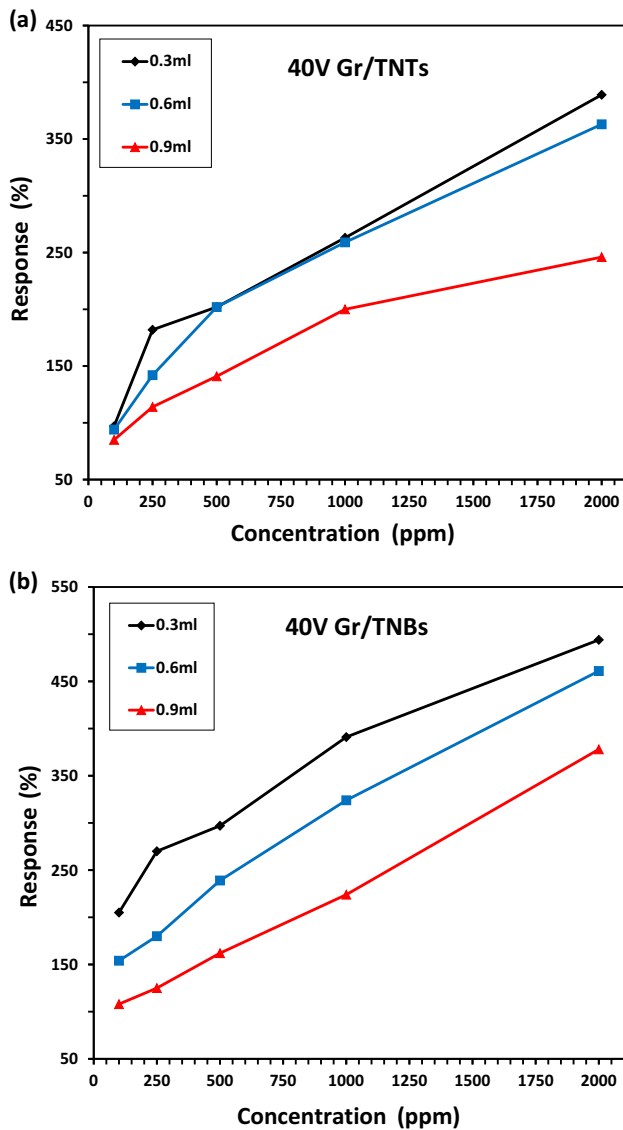 (a)
40V Gr/TNTs
0.3ml
0.6ml
0.9ml
Response (%)
450
350
250
150
50
0 250 500 750 1000 1250 1500 1750 2000
Concentration (ppm)
(b)
40V Gr/TNBs
0.3ml
0.6ml
0.9ml
Response (%)
550
450
350
250
150
50
0 250 500 750 1000 1250 1500 1750 2000
Concentration (ppm)